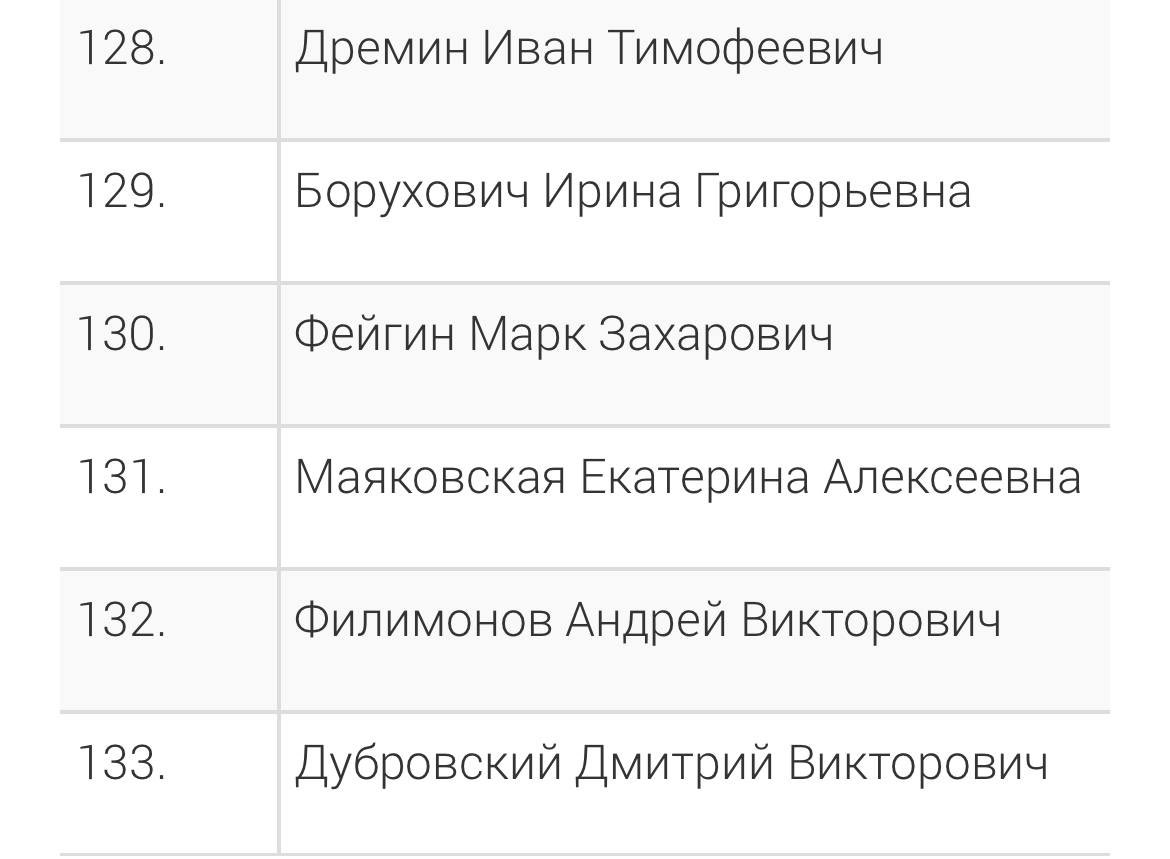 128. Дремин Иван Тимофеевич
129. Борухович Ирина Григорьевна
130. Фейгин Марк Захарович
131. Маяковская Екатерина Алексеевна
132. Филимонов Андрей Викторович
133. Дубровский Дмитрий Викторович